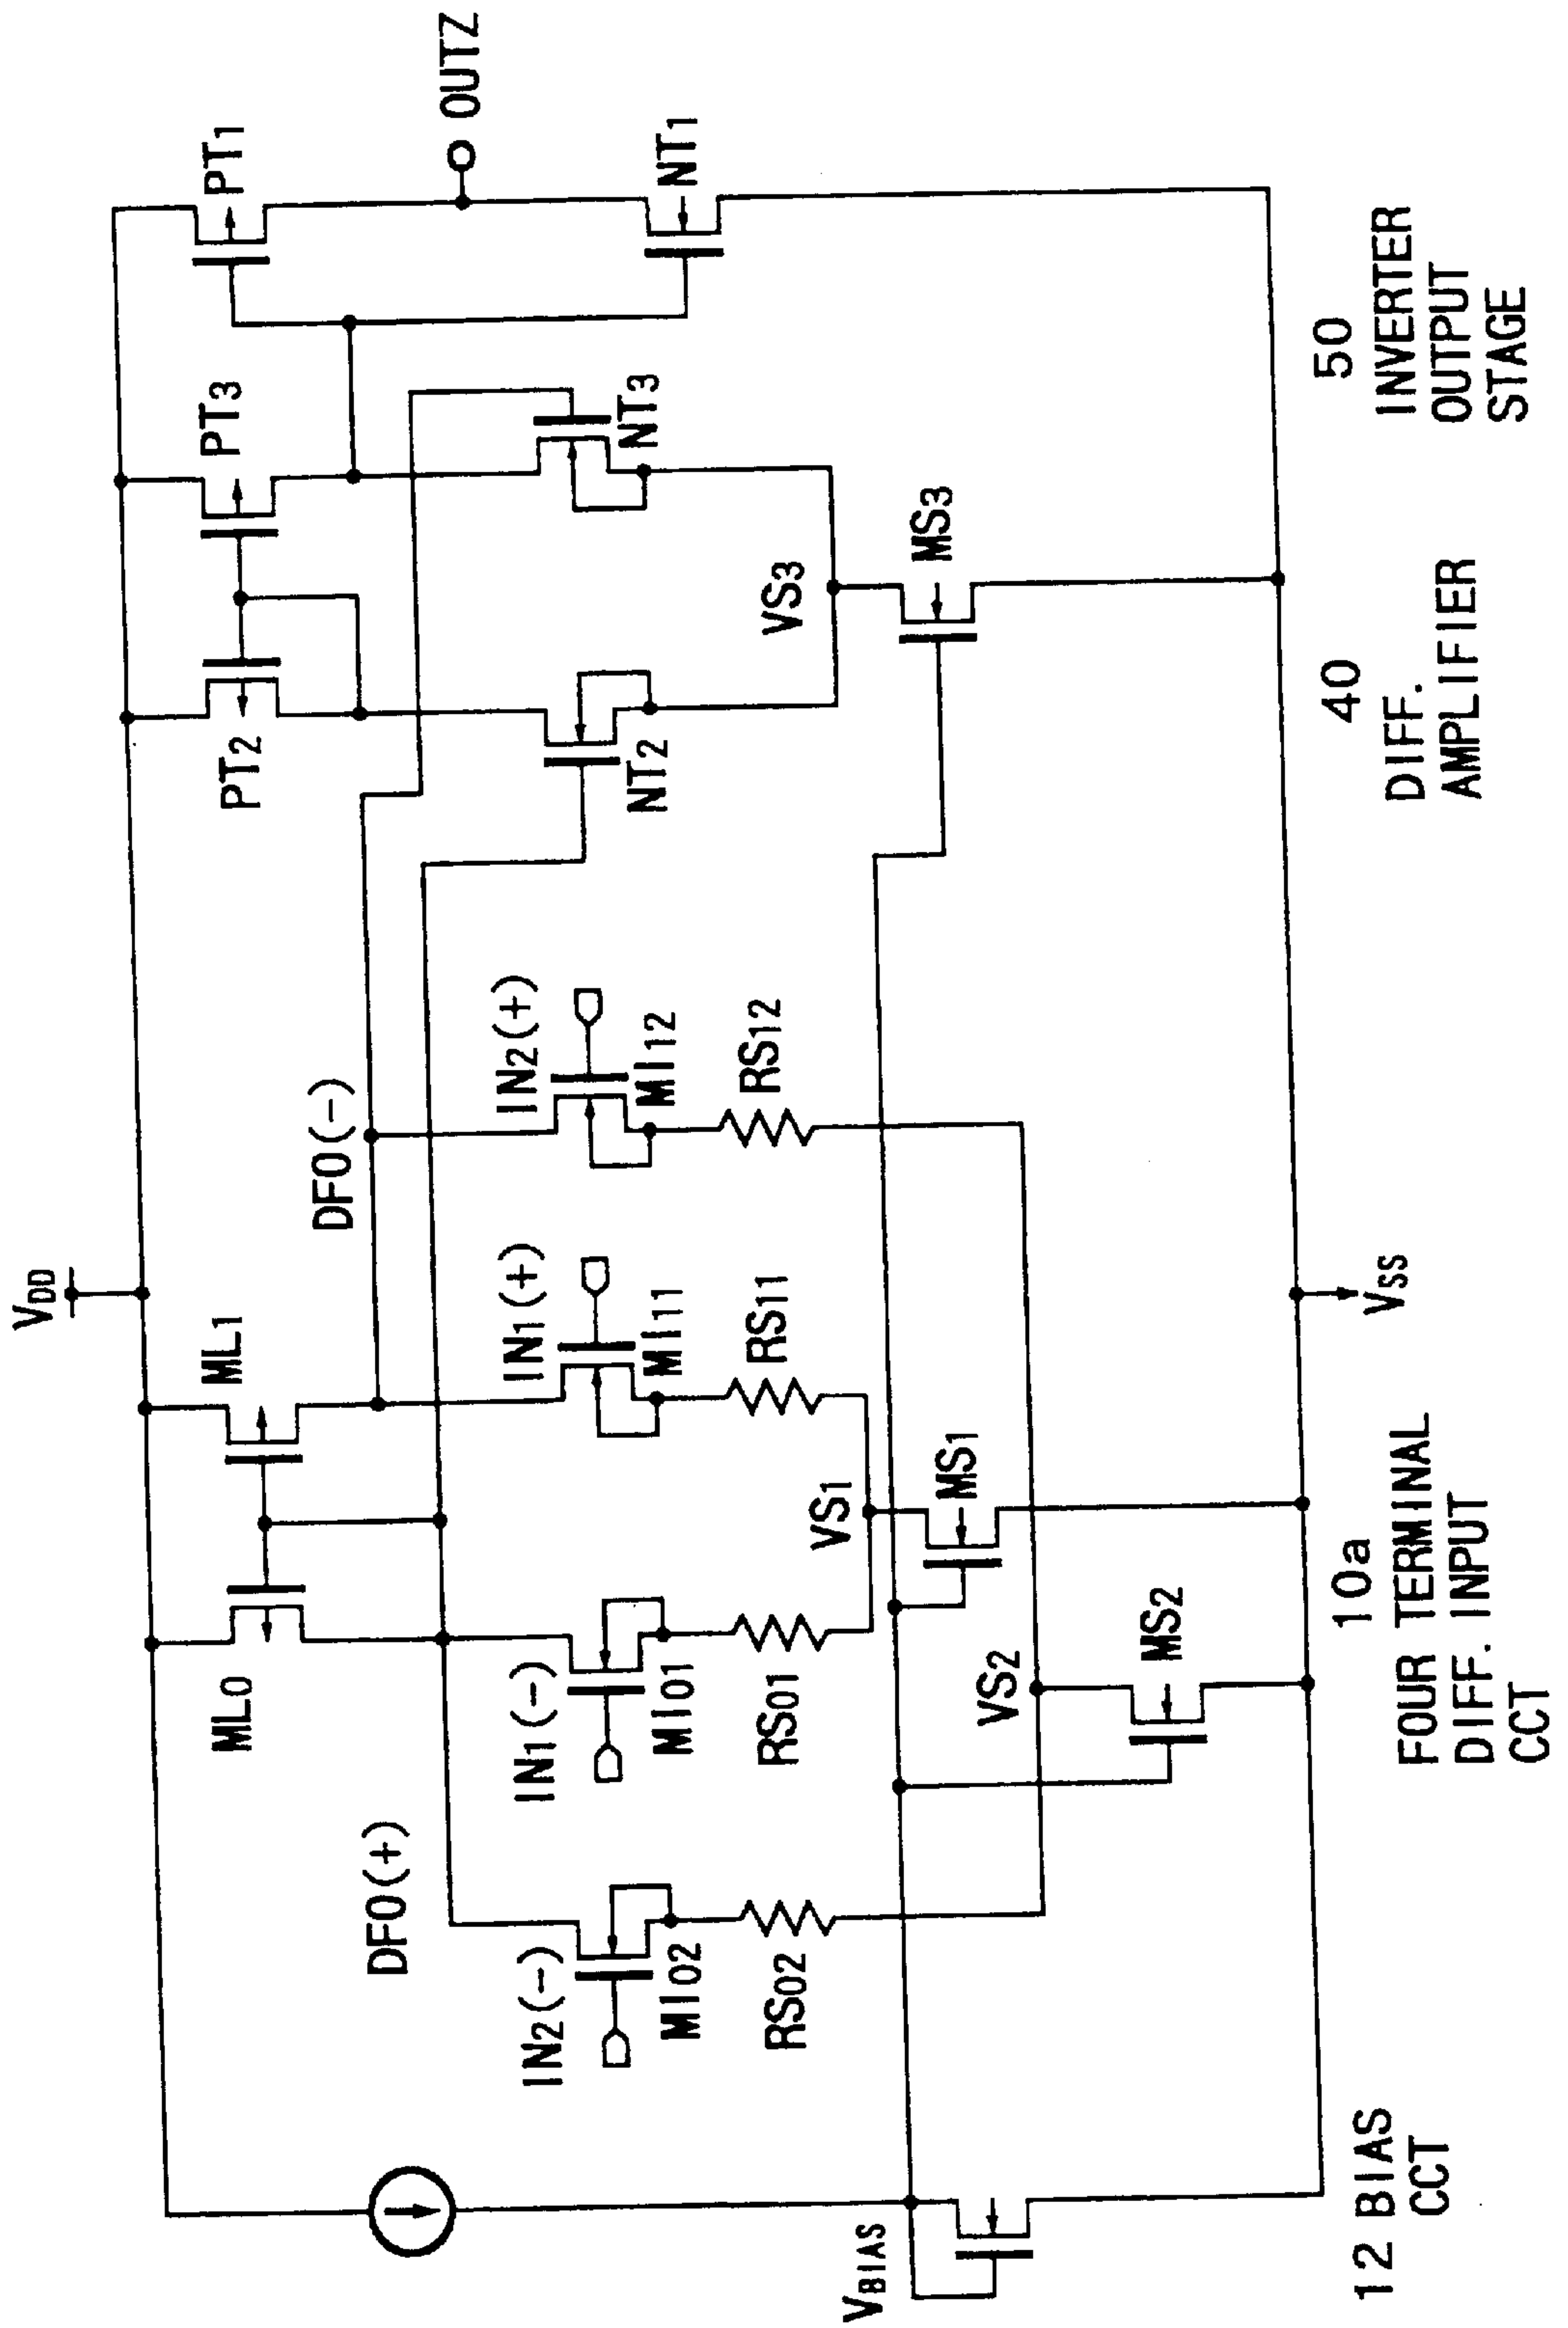 VDD
ML0
ML1
PT2
PT3
PT1
DFO(+)
DFO(-)
OUTZ
IN2(-)
IN1(-)
IN1(+)
IN2(+)
MI02
MI01
MI11
MI12
NT2
NT3
NT1
RS02
RS01
RS11
RS12
VS1
VS3
VBIAS
VS2
MS1
MS3
MS2
VSS
12 BIAS
CCT
10a
FOUR TERMINAL
DIFF. INPUT
CCT
40
DIFF.
AMPLIFIER
50
INVERTER
OUTPUT
STAGE